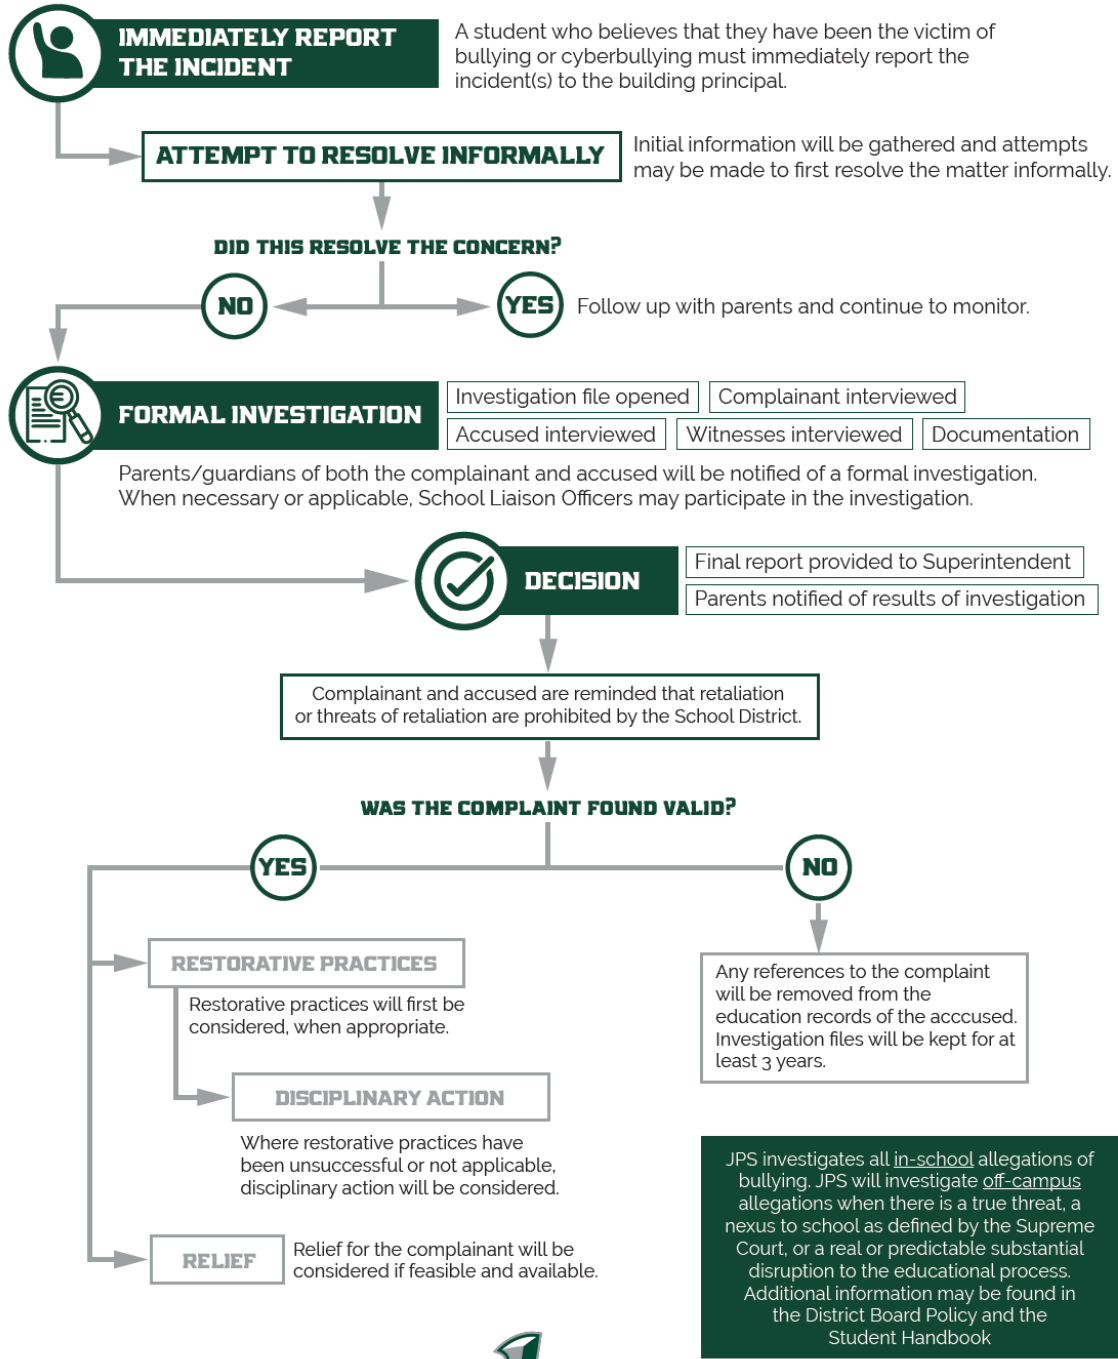 IMMEDIATELY REPORT
THE INCIDENT
A student who believes that they have been the victim of
bullying or cyberbullying must immediately report the
incident(s) to the building principal.
ATTEMPT TO RESOLVE INFORMALLY
Initial information will be gathered and attempts
may be made to first resolve the matter informally.
DID THIS RESOLVE THE CONCERN?
NO
YES
Follow up with parents and continue to monitor.
FORMAL INVESTIGATION
Investigation file opened
Complainant interviewed
Accused interviewed
Witnesses interviewed
Documentation
Parents/guardians of both the complainant and accused will be notified of a formal investigation.
When necessary or applicable, School Liaison Officers may participate in the investigation.
DECISION
Final report provided to Superintendent
Parents notified of results of investigation
Complainant and accused are reminded that retaliation
or threats of retaliation are prohibited by the School District.
WAS THE COMPLAINT FOUND VALID?
YES
NO
RESTORATIVE PRACTICES
Restorative practices will first be
considered, when appropriate.
DISCIPLINARY ACTION
Where restorative practices have
been unsuccessful or not applicable,
disciplinary action will be considered.
RELIEF
Relief for the complainant will be
considered if feasible and available.
Any references to the complaint
will be removed from the
education records of the acccused.
Investigation files will be kept for at
least 3 years.
JPS investigates all in-school allegations of
bullying. JPS will investigate off-campus
allegations when there is a true threat, a
nexus to school as defined by the Supreme
Court, or a real or predictable substantial
disruption to the educational process.
Additional information may be found in
the District Board Policy and the
Student Handbook